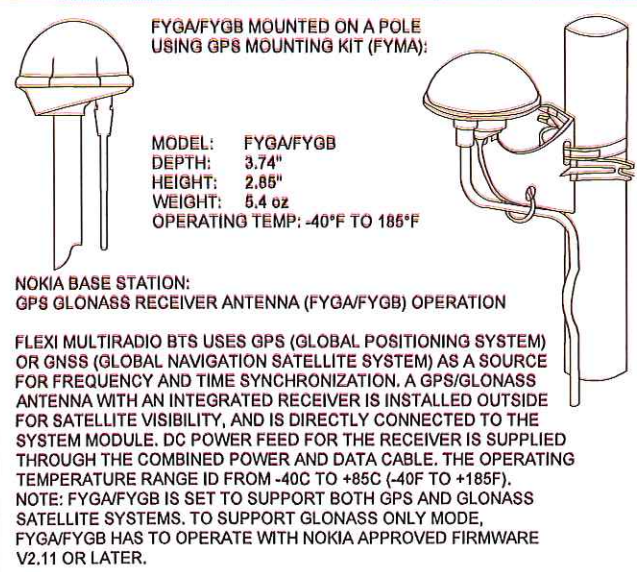 FYGA/FYGB MOUNTED ON A POLE
USING GPS MOUNTING KIT (FYMA):
MODEL: FYGA/FYGB
DEPTH: 3.74"
HEIGHT: 2.85"
WEIGHT: 5.4 oz
OPERATING TEMP: -40°F TO 185°F
NOKIA BASE STATION:
GPS GLONASS RECEIVER ANTENNA (FYGA/FYGB) OPERATION
FLEXI MULTIRADIO BTS USES GPS (GLOBAL POSITIONING SYSTEM)
OR GNSS (GLOBAL NAVIGATION SATELLITE SYSTEM) AS A SOURCE
FOR FREQUENCY AND TIME SYNCHRONIZATION. A GPS/GLONASS
ANTENNA WITH AN INTEGRATED RECEIVER IS INSTALLED OUTSIDE
FOR SATELLITE VISIBILITY, AND IS DIRECTLY CONNECTED TO THE
SYSTEM MODULE. DC POWER FEED FOR THE RECEIVER IS SUPPLIED
THROUGH THE COMBINED POWER AND DATA CABLE. THE OPERATING
TEMPERATURE RANGE ID FROM -40C TO +85C (-40F TO +185F).
NOTE: FYGA/FYGB IS SET TO SUPPORT BOTH GPS AND GLONASS
SATELLITE SYSTEMS. TO SUPPORT GLONASS ONLY MODE,
FYGA/FYGB HAS TO OPERATE WITH NOKIA APPROVED FIRMWARE
V2.11 OR LATER.